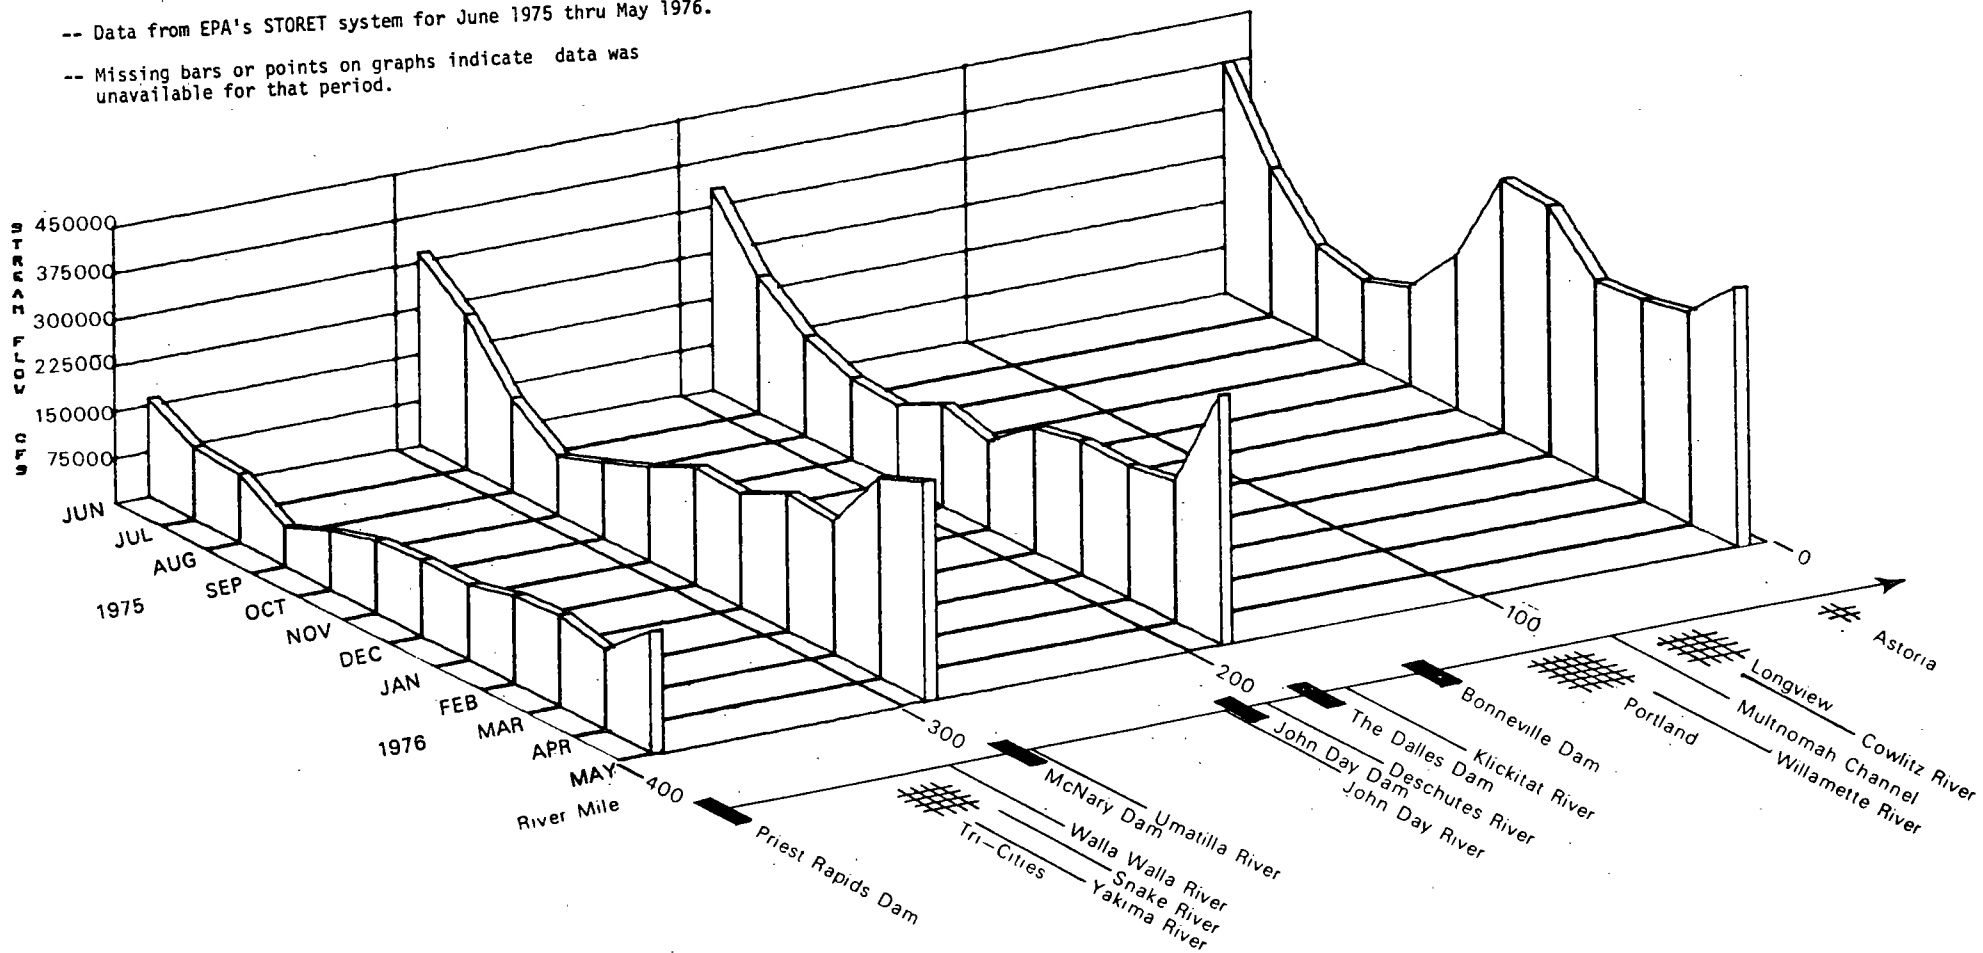 -- Data from EPA's STORET system for June 1975 thru May 1976.
-- Missing bars or points on graphs indicate data was
unavailable for that period.
STREAM FLOW CFS
450000
375000
300000
225000
150000
75000
JUN
JUL
AUG
SEP
OCT
NOV
DEC
JAN
FEB
MAR
APR
MAY
1975
1976
River Mile
400
300
200
100
0
Priest Rapids Dam
Tri-Cities
Yakima River
Snake River
Walla Walla River
McNary Dam
Umatilla River
John Day Dam
John Day River
Deschutes River
The Dalles Dam
Klickitat River
Bonneville Dam
Portland
Willamette River
Multnomah Channel
Longview
Cowlitz River
Astoria